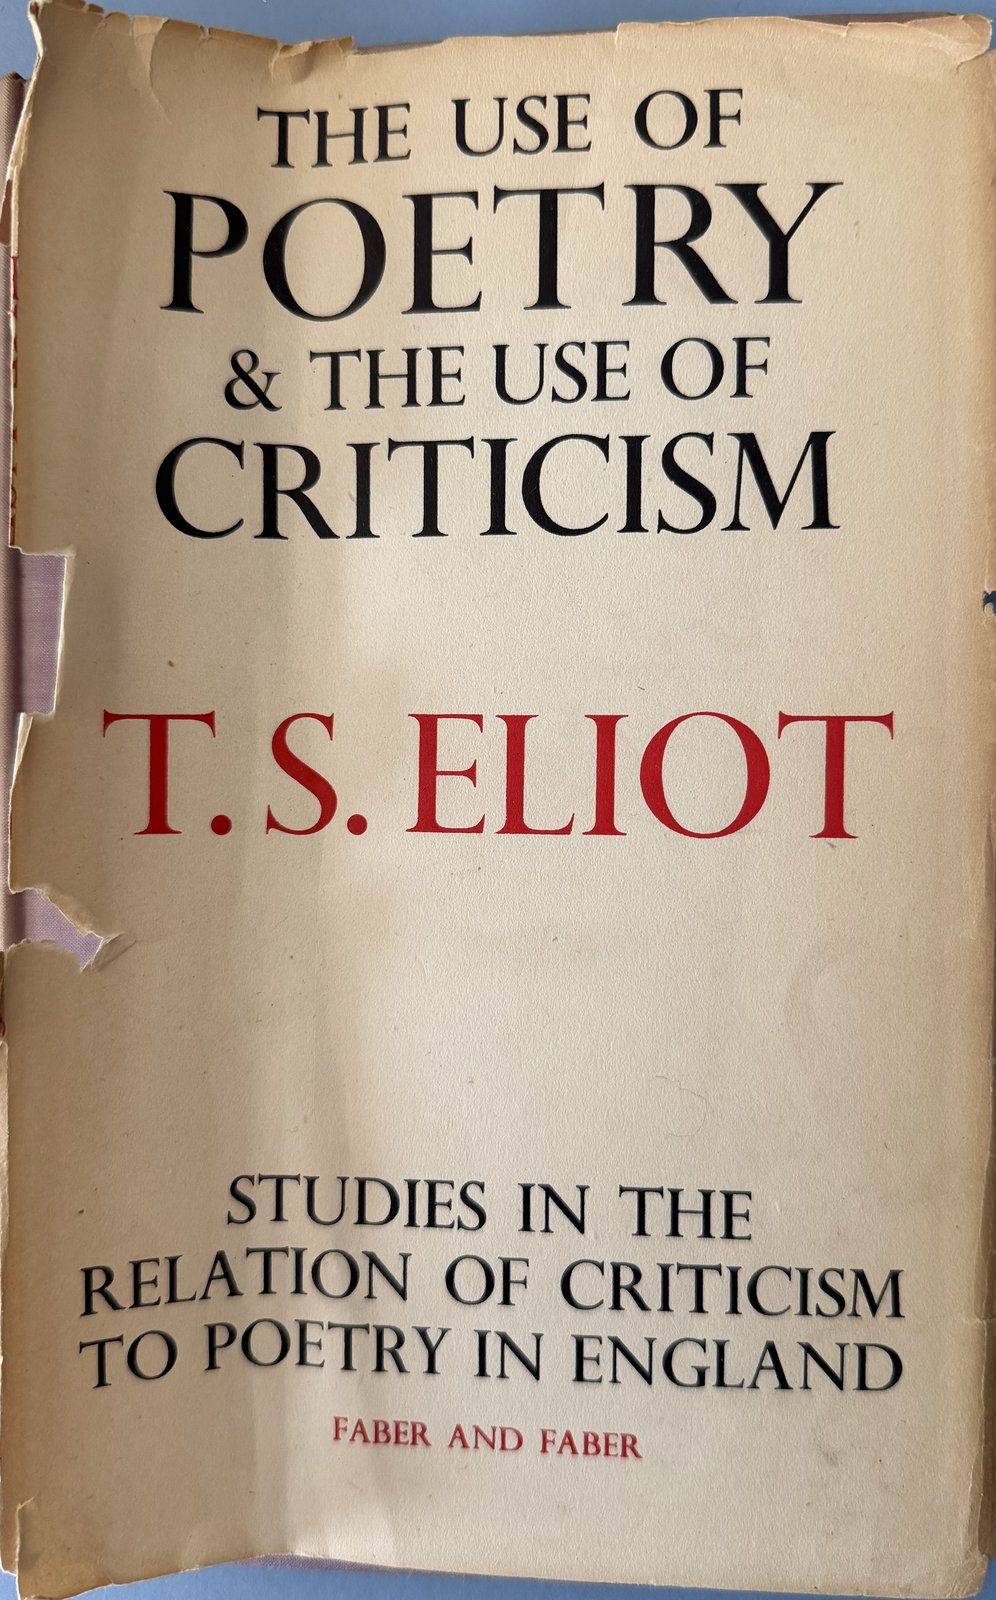 THE USE OF
POETRY
& THE USE OF
CRITICISM
T. S. ELIOT
STUDIES IN THE
RELATION OF CRITICISM
TO POETRY IN ENGLAND
FABER AND FABER